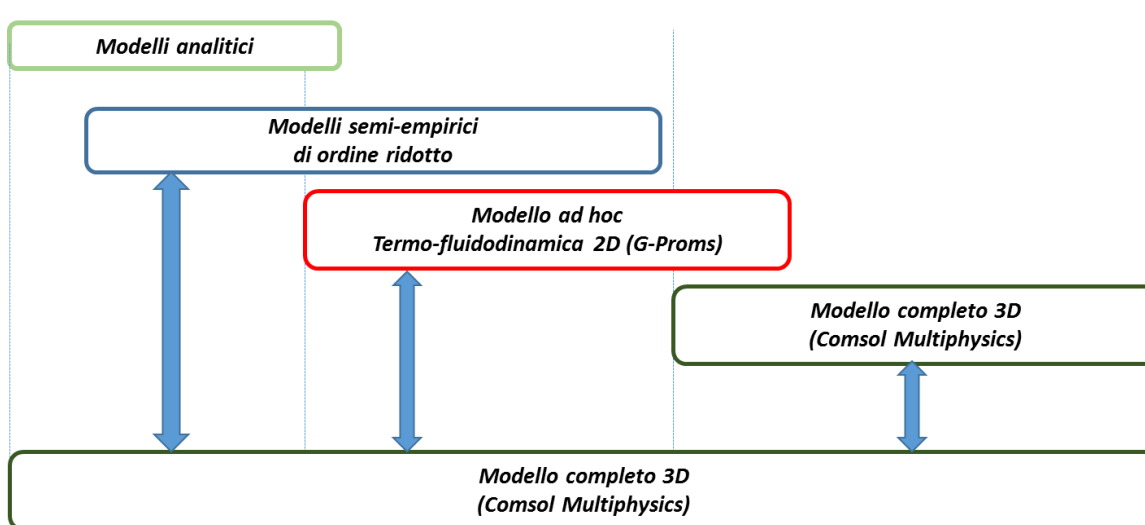 Modelli analitici
Modelli semi-empirici
di ordine ridotto
Modello ad hoc
Termo-fluidodinamica 2D (G-Proms)
Modello completo 3D
(Comsol Multiphysics)
Modello completo 3D
(Comsol Multiphysics)